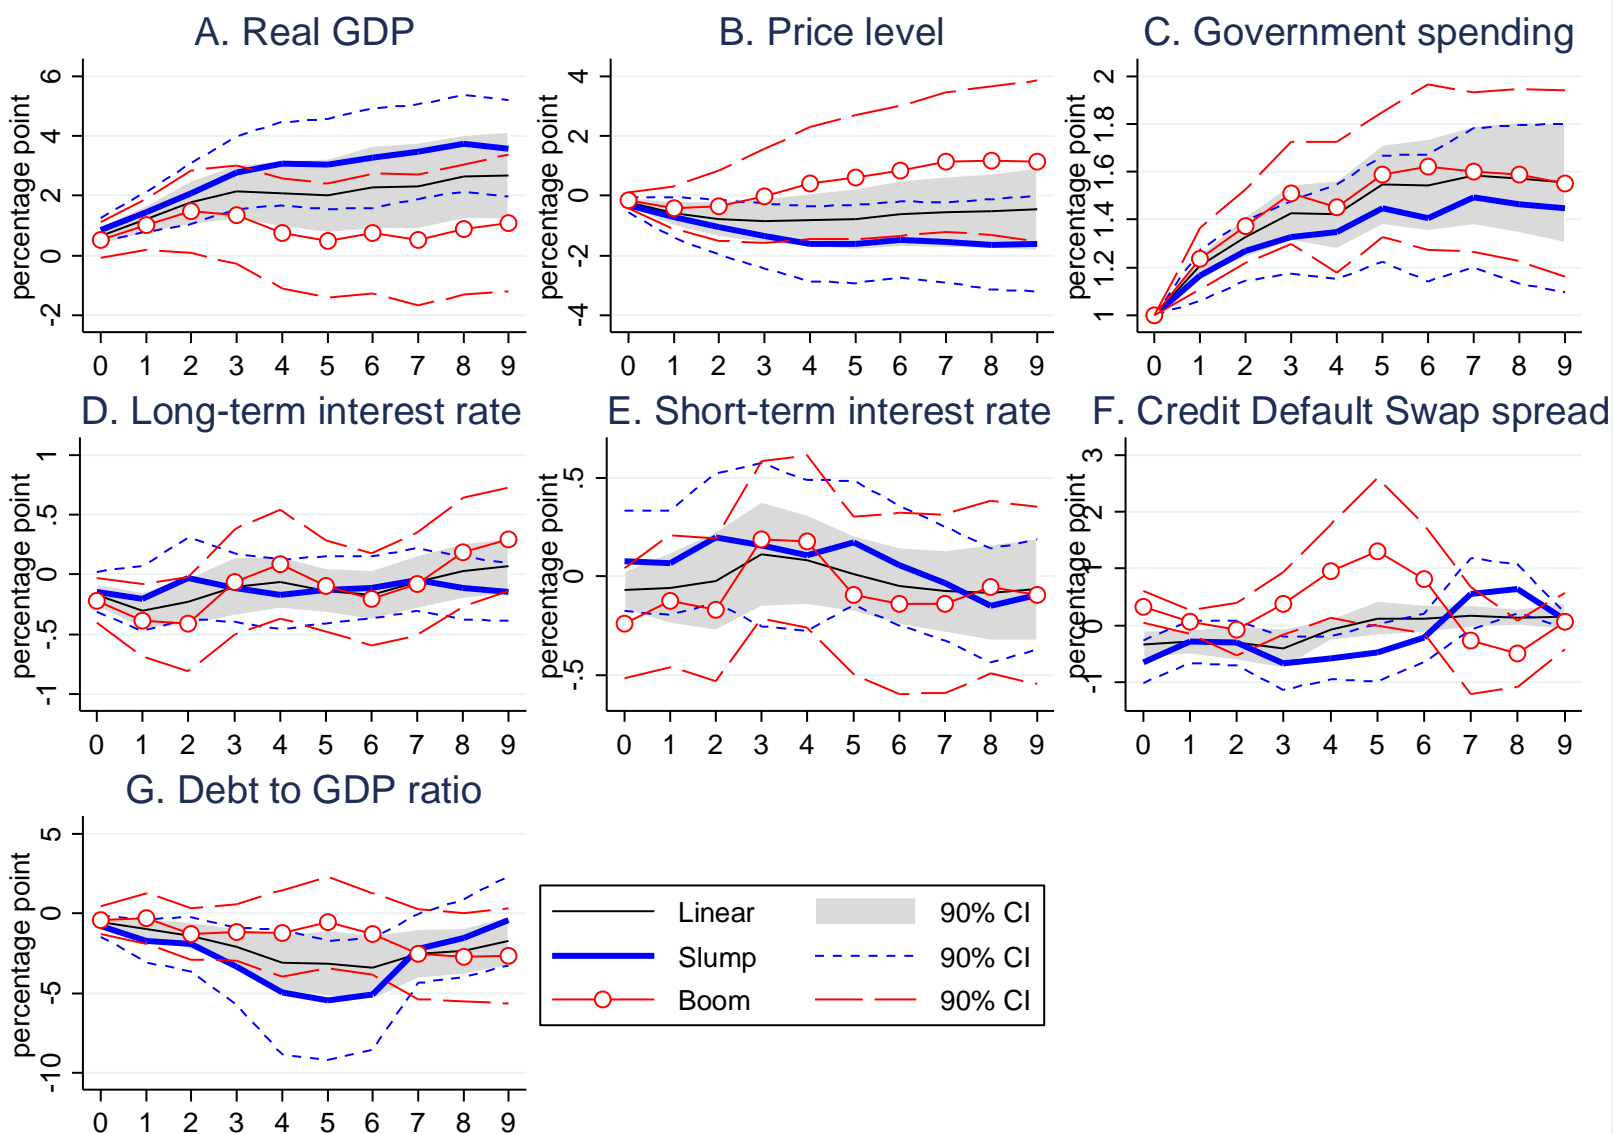 A. Real GDP
percentage point
6
4
2
0
-2
0 1 2 3 4 5 6 7 8 9
B. Price level
percentage point
4
2
0
-2
-4
0 1 2 3 4 5 6 7 8 9
C. Government spending
percentage point
2
1.8
1.6
1.4
1.2
1
0 1 2 3 4 5 6 7 8 9
D. Long-term interest rate
percentage point
1
.5
0
-.5
-1
0 1 2 3 4 5 6 7 8 9
E. Short-term interest rate
percentage point
.5
0
-.5
0 1 2 3 4 5 6 7 8 9
F. Credit Default Swap spread
percentage point
3
2
1
0
-1
0 1 2 3 4 5 6 7 8 9
G. Debt to GDP ratio
percentage point
5
0
-5
-10
0 1 2 3 4 5 6 7 8 9
Linear 90% CI
Slump 90% CI
Boom 90% CI